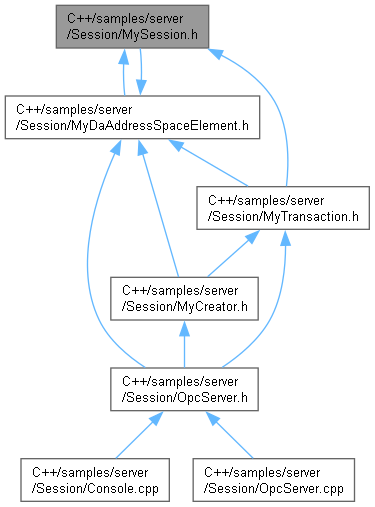 C++/samples/server
/Session/MySession.h
C++/samples/server
/Session/MyDaAddressSpaceElement.h
C++/samples/server
/Session/MyTransaction.h
C++/samples/server
/Session/MyCreator.h
C++/samples/server
/Session/OpcServer.h
C++/samples/server
/Session/Console.cpp
C++/samples/server
/Session/OpcServer.cpp